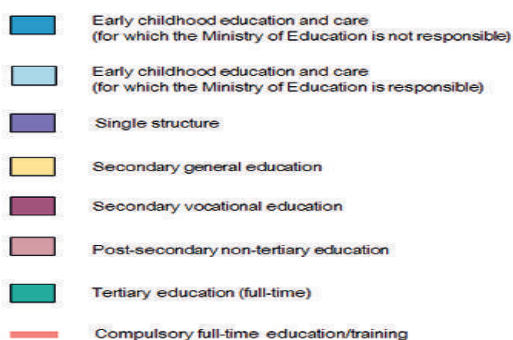 Early childhood education and care
(for which the Ministry of Education is not responsible)
Early childhood education and care
(for which the Ministry of Education is responsible)
Single structure
Secondary general education
Secondary vocational education
Post-secondary non-tertiary education
Tertiary education (full-time)
Compulsory full-time education/training